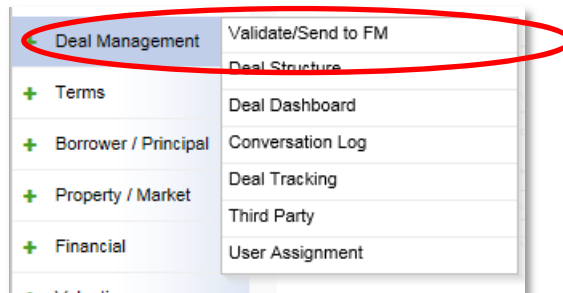 Deal Management
Validate/Send to FM
Deal Structure
Terms
Deal Dashboard
Borrower / Principal
Conversation Log
Deal Tracking
Property / Market
Third Party
Financial
User Assignment